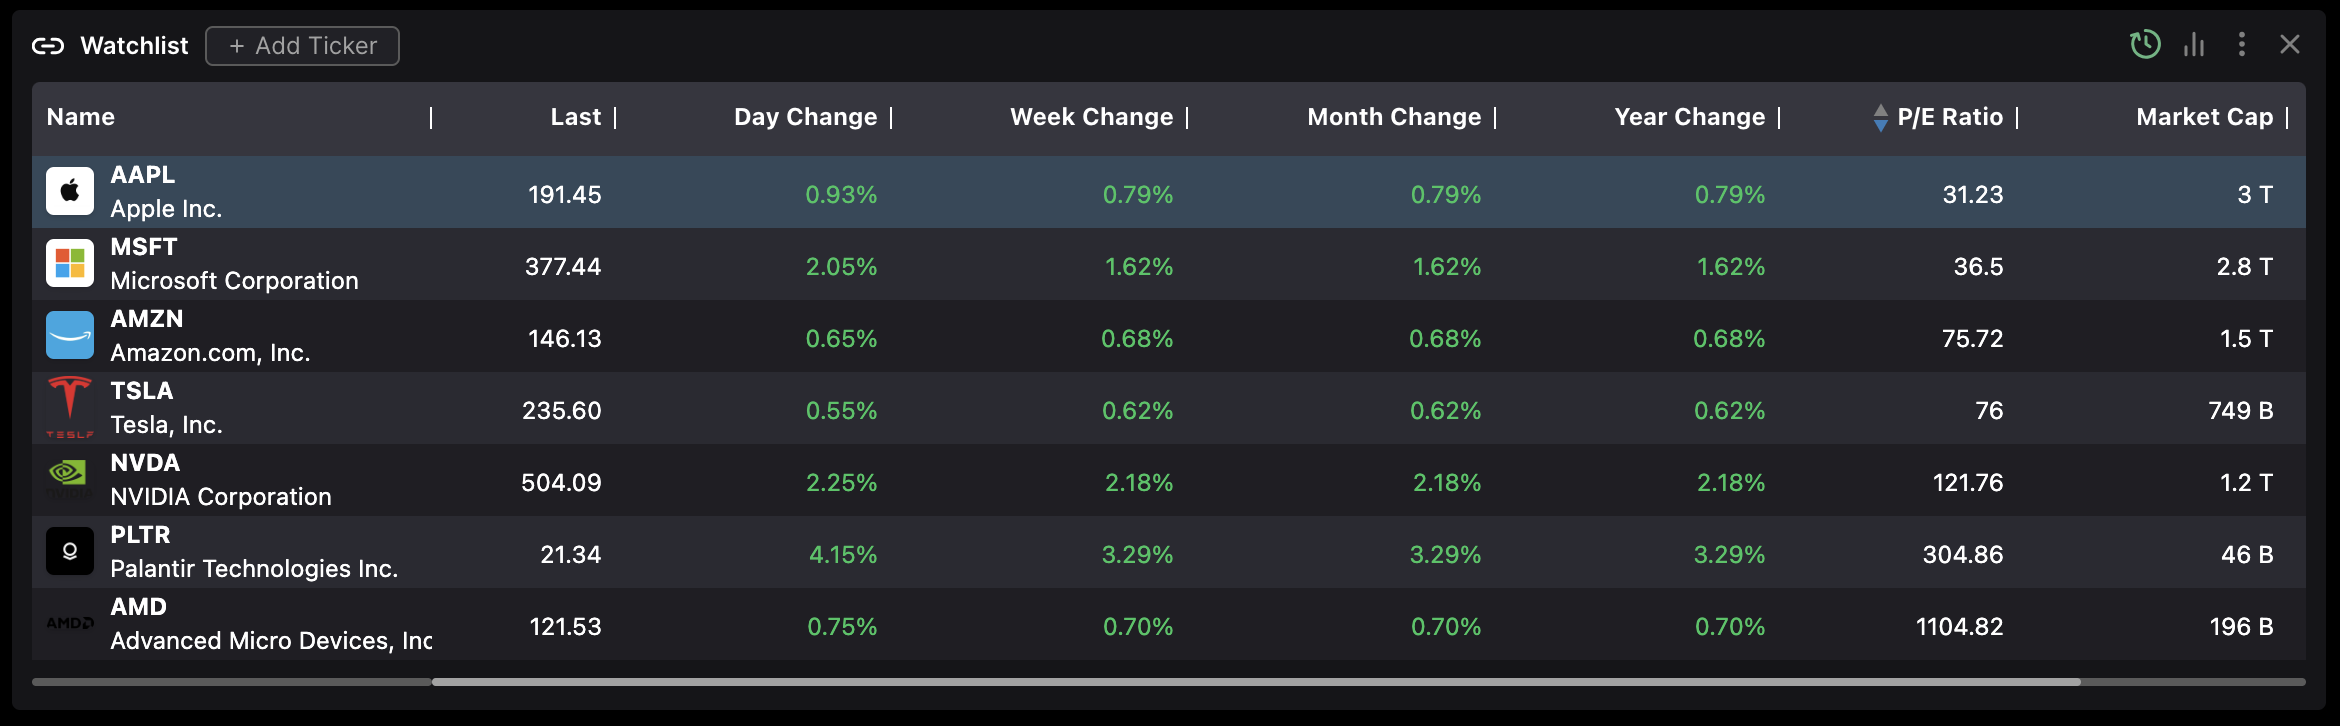 Watchlist + Add Ticker
Name Last Day Change Week Change Month Change Year Change P/E Ratio Market Cap
AAPL
Apple Inc.
191.45 0.93% 0.79% 0.79% 0.79% 31.23 3 T
MSFT
Microsoft Corporation
377.44 2.05% 1.62% 1.62% 1.62% 36.5 2.8 T
AMZN
Amazon.com, Inc.
146.13 0.65% 0.68% 0.68% 0.68% 75.72 1.5 T
TESLA
TSLA
Tesla, Inc.
235.60 0.55% 0.62% 0.62% 0.62% 76 749 B
NVIDIA
NVDA
NVIDIA Corporation
504.09 2.25% 2.18% 2.18% 2.18% 121.76 1.2 T
PLTR
Palantir Technologies Inc.
21.34 4.15% 3.29% 3.29% 3.29% 304.86 46 B
AMD
AMD
Advanced Micro Devices, Inc
121.53 0.75% 0.70% 0.70% 0.70% 1104.82 196 B